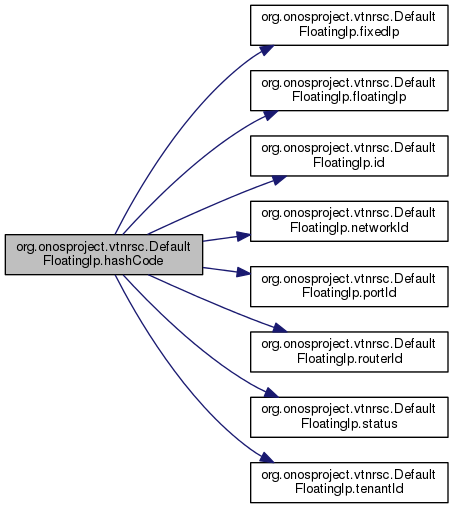 org.onosproject.vtnrsc.Default
FloatingIp.fixedIp
org.onosproject.vtnrsc.Default
FloatingIp.floatingIp
org.onosproject.vtnrsc.Default
FloatingIp.id
org.onosproject.vtnrsc.Default
FloatingIp.networkId
org.onosproject.vtnrsc.Default
FloatingIp.hashCode
org.onosproject.vtnrsc.Default
FloatingIp.portId
org.onosproject.vtnrsc.Default
FloatingIp.routerId
org.onosproject.vtnrsc.Default
FloatingIp.status
org.onosproject.vtnrsc.Default
FloatingIp.tenantId